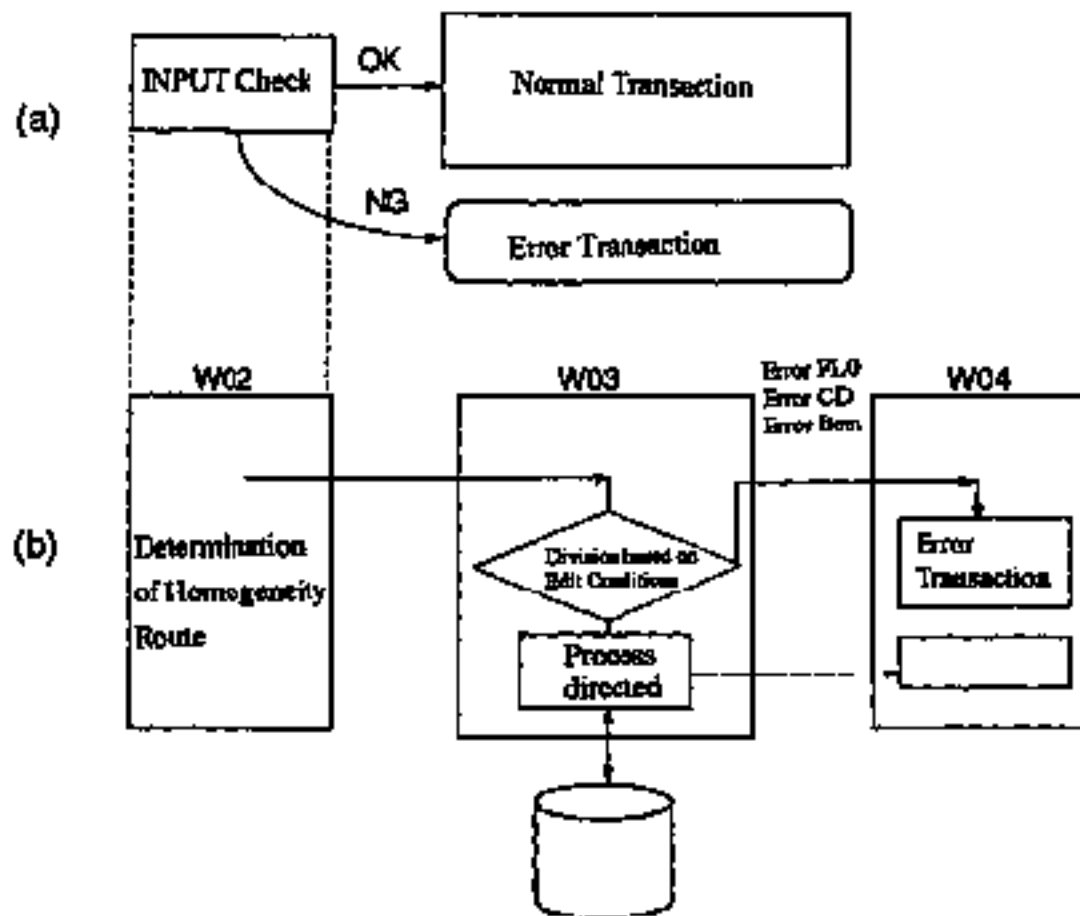 (a)
INPUT Check
OK
Normal Transaction
NG
Error Transaction
(b)
W02
Determination
of Homogeneity
Route
W03
Division based on
Edit Conditions
Process
directed
Error FLG
Error CD
Error Item
W04
Error
Transaction